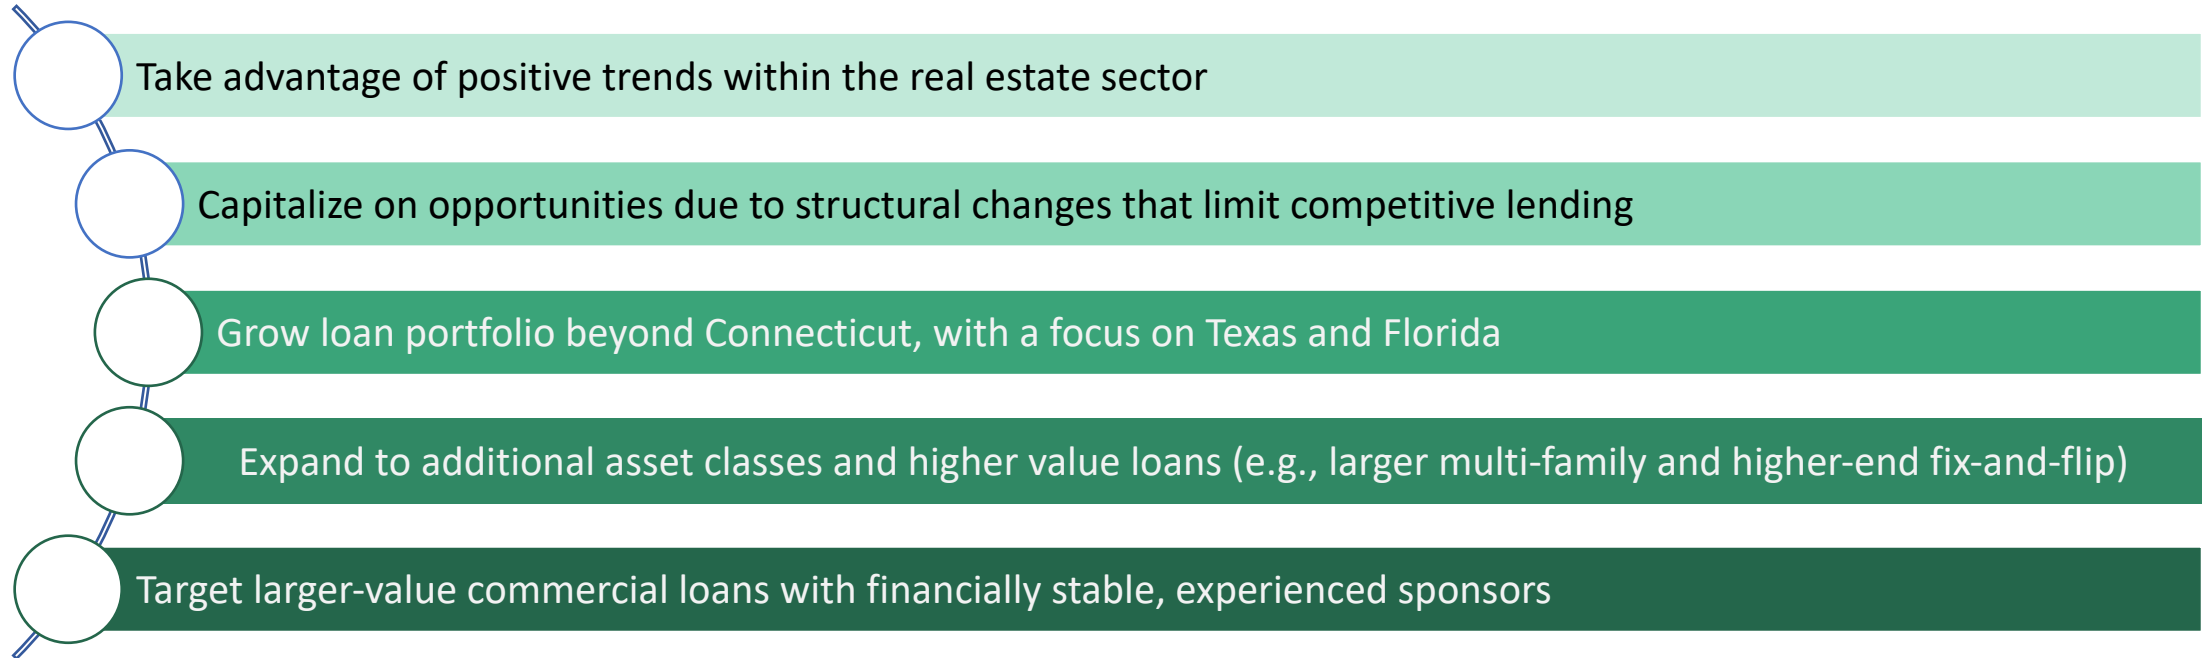 Take advantage of positive trends within the real estate sector
Capitalize on opportunities due to structural changes that limit competitive lending
Grow loan portfolio beyond Connecticut, with a focus on Texas and Florida
Expand to additional asset classes and higher value loans (e.g., larger multi-family and higher-end fix-and-flip)
Target larger-value commercial loans with financially stable, experienced sponsors